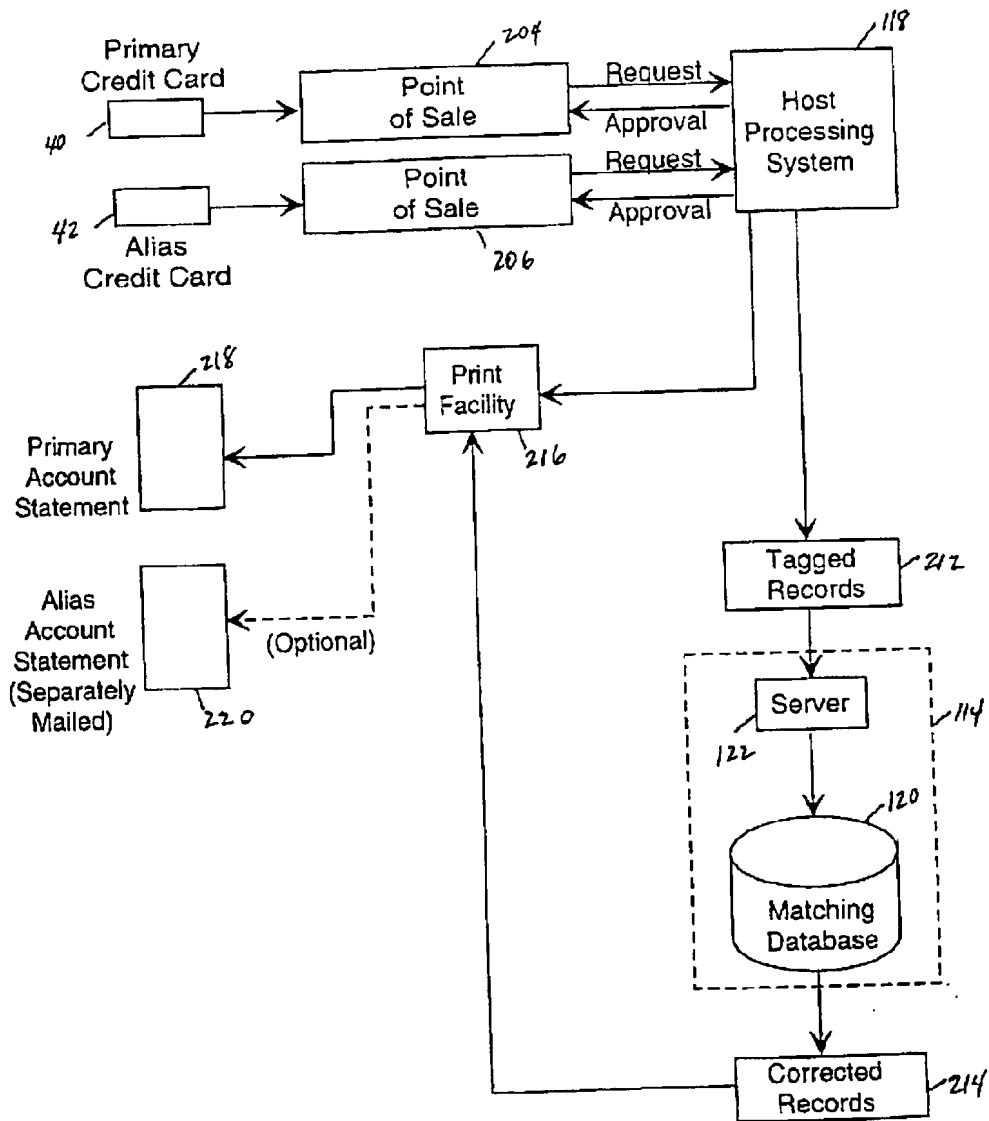 Primary
Credit Card
40
204
Point
of Sale
Request
Approval
118
Host
Processing
System
42
Alias
Credit Card
Point
of Sale
206
Request
Approval
218
Primary
Account
Statement
Print
Facility
216
Alias
Account
Statement
(Separately
Mailed)
220
(Optional)
Tagged
Records
212
Server
122
114
120
Matching
Database
Corrected
Records
214